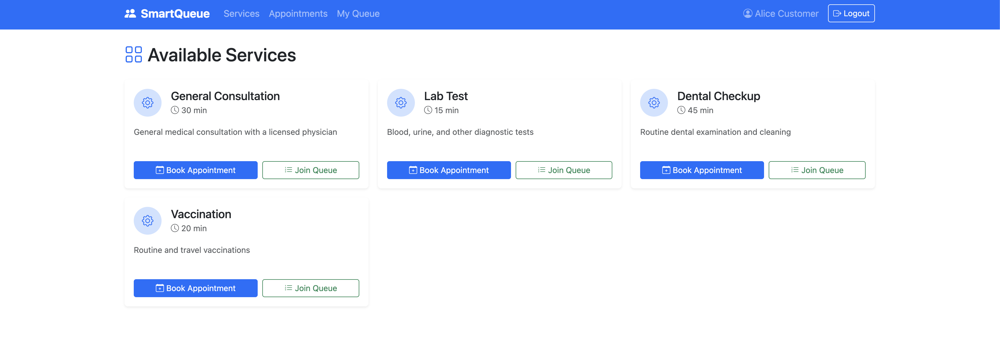 SmartQueue Services Appointments My Queue Alice Customer Logout
Available Services
General Consultation
30 min
General medical consultation with a licensed physician
Book Appointment Join Queue
Lab Test
15 min
Blood, urine, and other diagnostic tests
Book Appointment Join Queue
Dental Checkup
45 min
Routine dental examination and cleaning
Book Appointment Join Queue
Vaccination
20 min
Routine and travel vaccinations
Book Appointment Join Queue